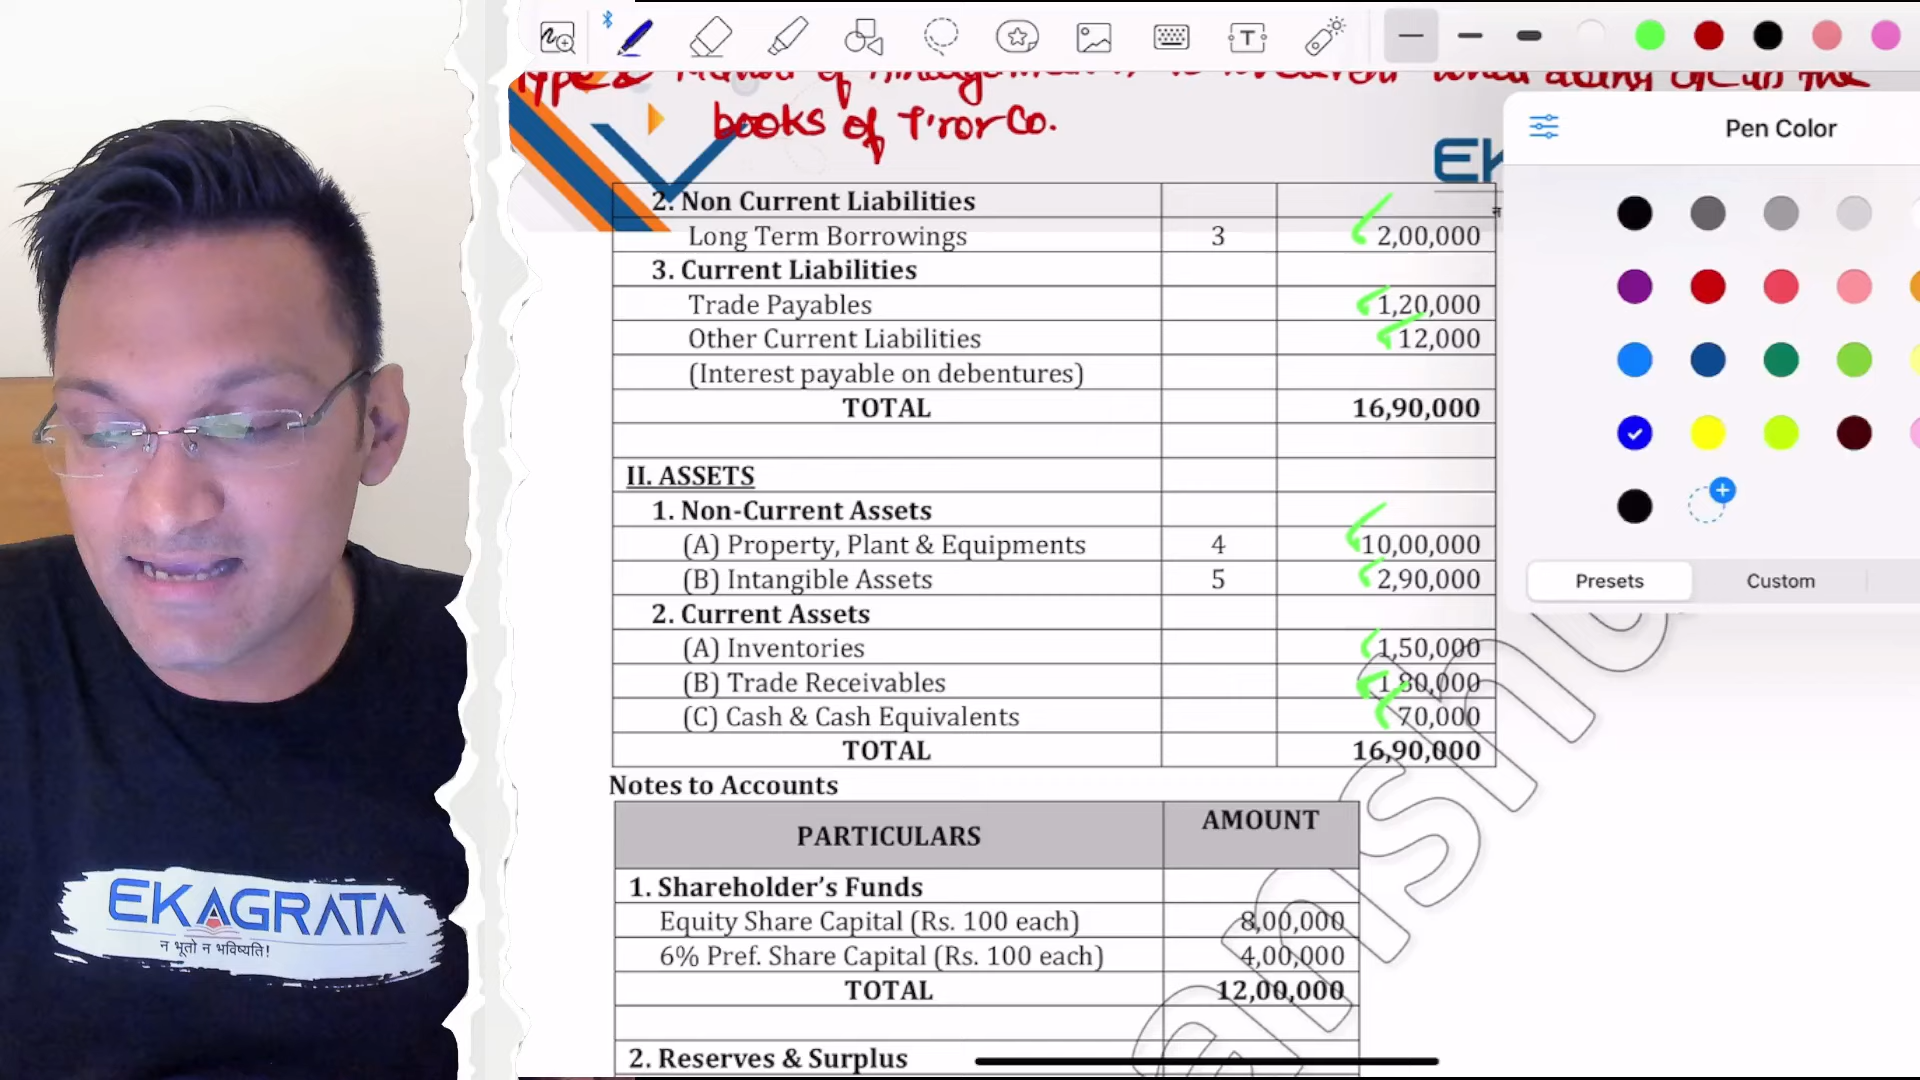 books of T'ror Co.
EK
Pen Color
2. Non Current Liabilities
Long Term Borrowings 3 2,00,000
3. Current Liabilities
Trade Payables 1,20,000
Other Current Liabilities 12,000
(Interest payable on debentures)
TOTAL 16,90,000
II. ASSETS
1. Non-Current Assets
(A) Property, Plant & Equipments 4 10,00,000
(B) Intangible Assets 5 2,90,000
2. Current Assets
(A) Inventories 1,50,000
(B) Trade Receivables 1,80,000
(C) Cash & Cash Equivalents 70,000
TOTAL 16,90,000
Presets Custom
Notes to Accounts
PARTICULARS AMOUNT
1. Shareholder's Funds
Equity Share Capital (Rs. 100 each) 8,00,000
6% Pref. Share Capital (Rs. 100 each) 4,00,000
TOTAL 12,00,000
2. Reserves & Surplus
EKAGRATA
न भूतो न भविष्यति!